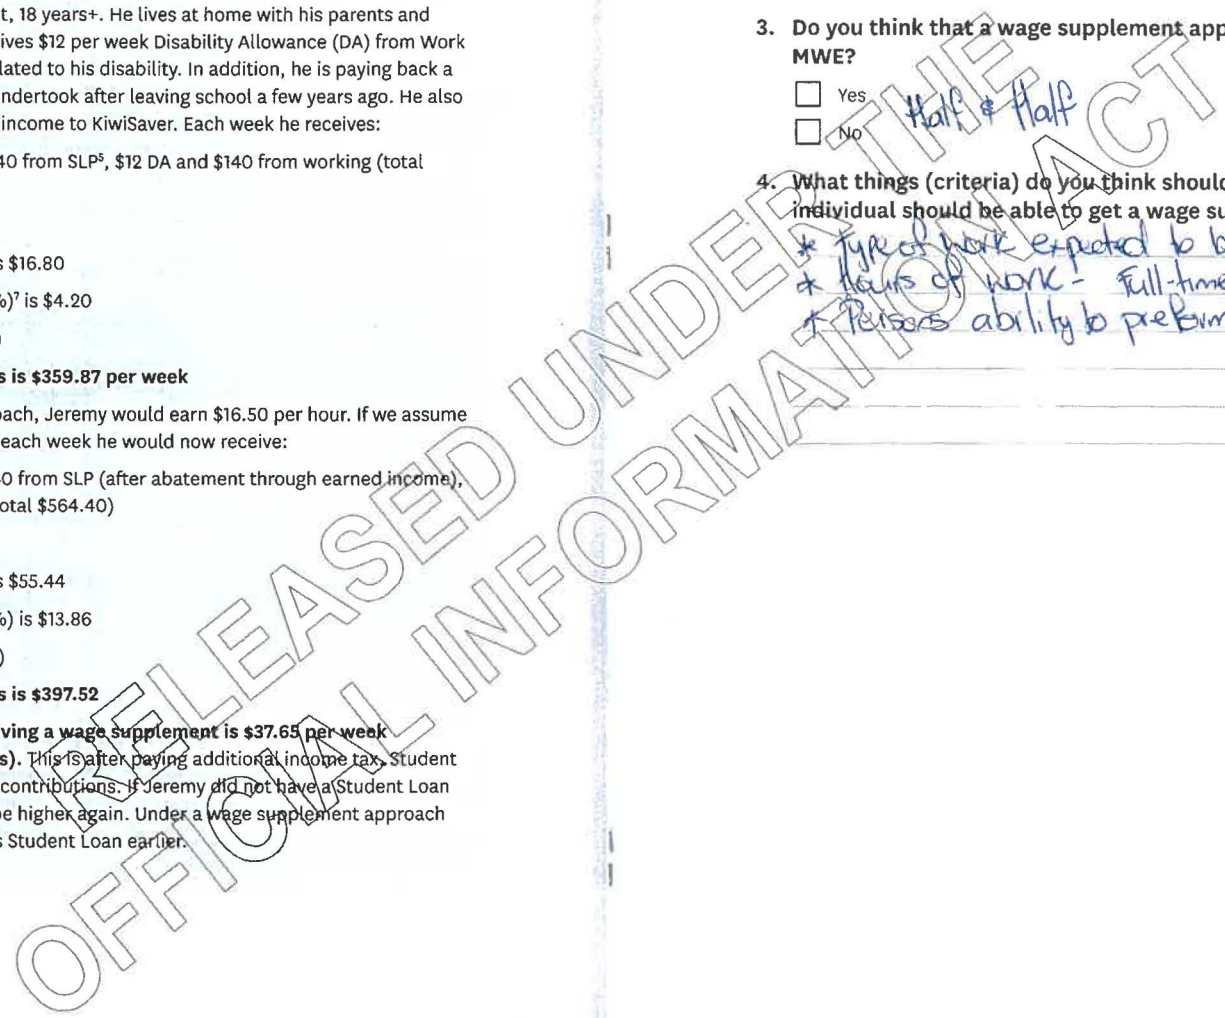 t, 18 years+. He lives at home with his parents and
ives $12 per week Disability Allowance (DA) from Work
lated to his disability. In addition, he is paying back a
ndertook after leaving school a few years ago. He also
income to KiwiSaver. Each week he receives:
40 from SLP⁵, $12 DA and $140 from working (total
s $16.80
%)⁷ is $4.20
)
s is $359.87 per week
oach, Jeremy would earn $16.50 per hour. If we assume
each week he would now receive:
0 from SLP (after abatement through earned income),
otal $564.40)
s $55.44
%) is $13.86
)
s is $397.52
ving a wage supplement is $37.65 per week
s). This is after paying additional income tax, Student
contributions. If Jeremy did not have a Student Loan
be higher again. Under a wage supplement approach
s Student Loan earlier.
3. Do you think that a wage supplement app
MWE?
Yes
No
Half & Half
4. What things (criteria) do you think should
individual should be able to get a wage su
* Type of work expected to b
* Hours of work - Full-time
* Persons ability to preform
RELEASED UNDER THE
OFFICIAL INFORMATION ACT